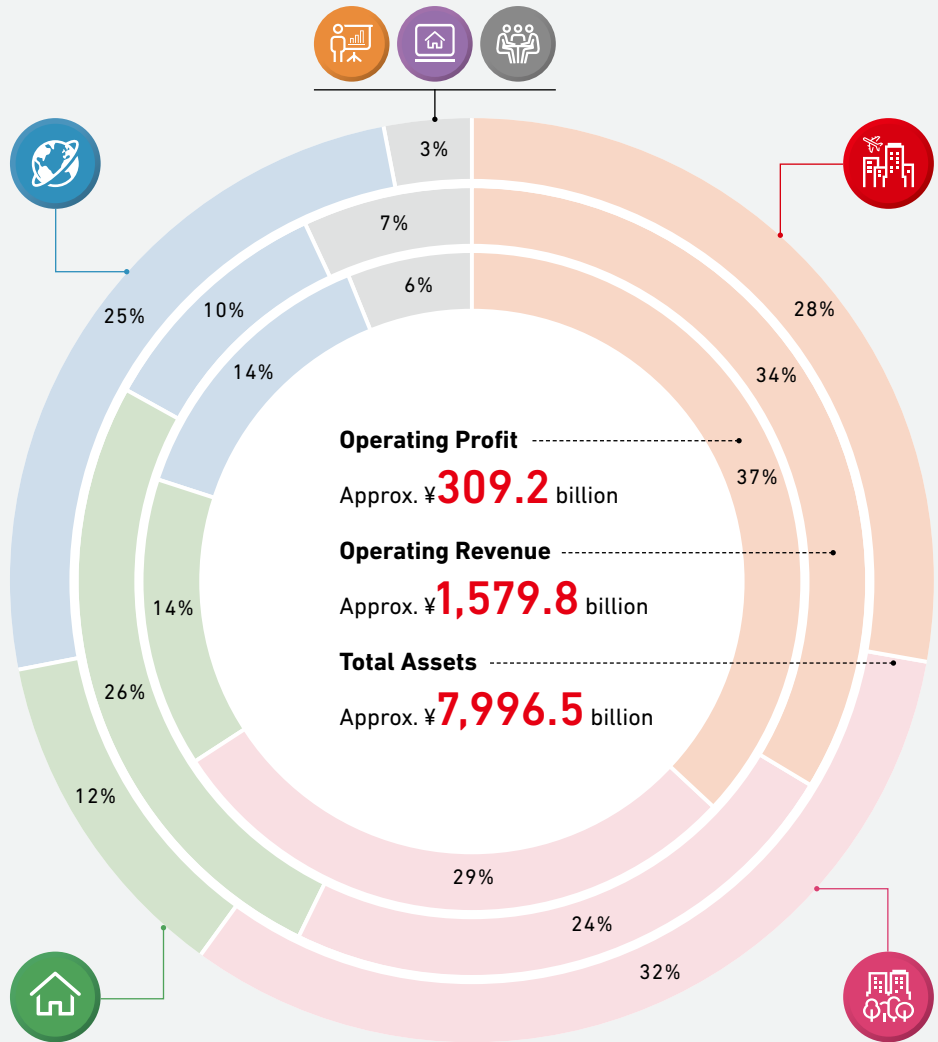 3%
7%
6%
25%
10%
14%
28%
34%
37%
Operating Profit
Approx. ¥309.2 billion
Operating Revenue
Approx. ¥1,579.8 billion
Total Assets
Approx. ¥7,996.5 billion
14%
26%
12%
29%
24%
32%